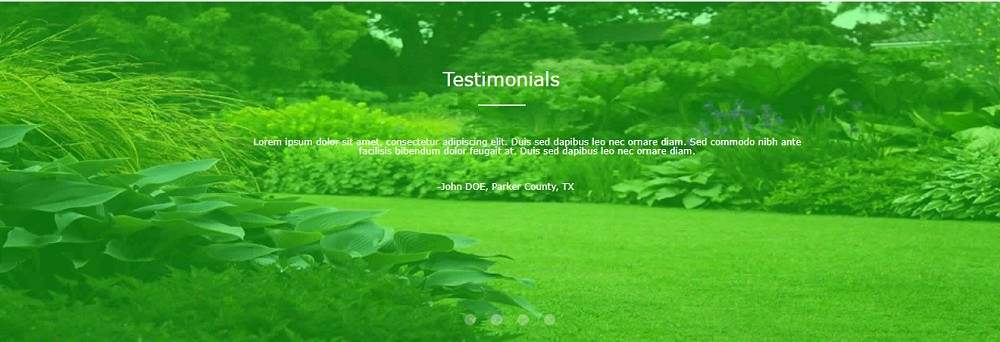 Testimonials
Lorem ipsum dolor sit amet, consectetur adipiscing elit. Duis sed dapibus leo nec ornare diam. Sed commodo nibh ante
facilisis bibendum dolor feugait at. Duis sed dapibus leo nec ornare diam.
-John DOE, Parker County, TX